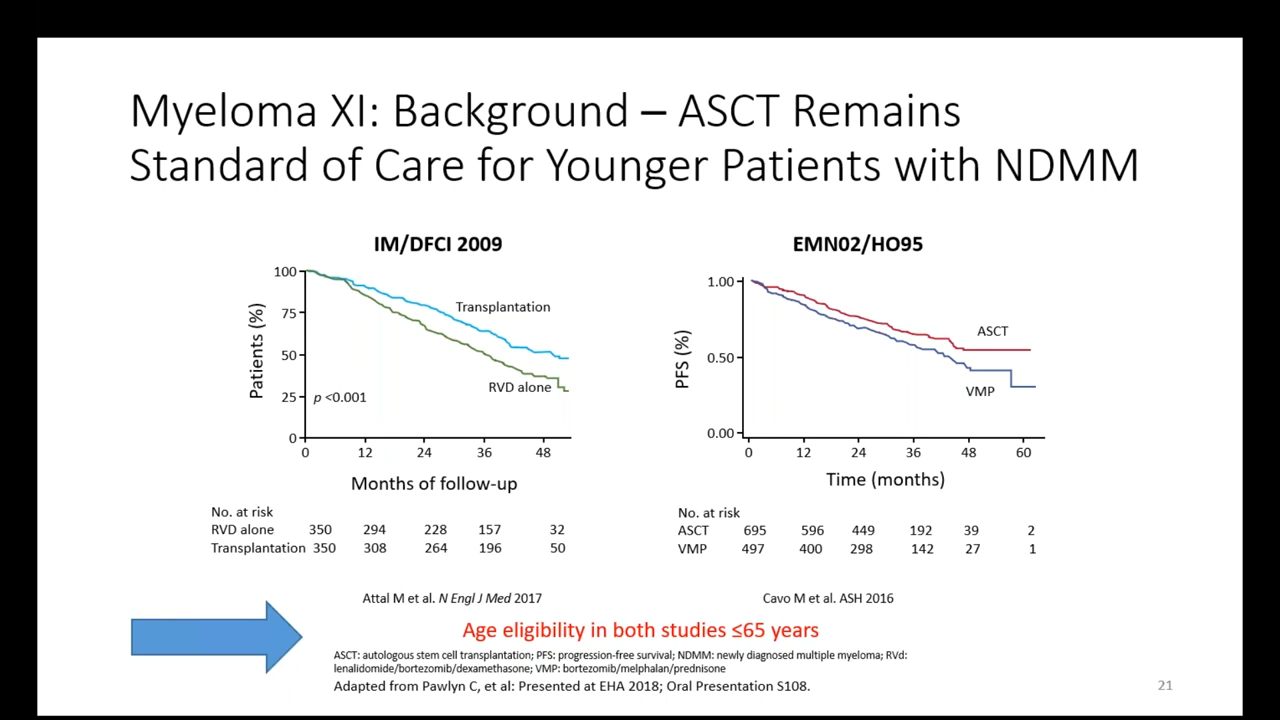 Myeloma XI: Background – ASCT Remains
Standard of Care for Younger Patients with NDMM
IM/DFCI 2009
Patients (%)
100
75
50
25
0
Transplantation
RVD alone
p <0.001
0 12 24 36 48
Months of follow-up
No. at risk
RVD alone 350 294 228 157 32
Transplantation 350 308 264 196 50
Attal M et al. N Engl J Med 2017
EMN02/HO95
PFS (%)
1.00
0.50
0.00
ASCT
VMP
0 12 24 36 48 60
Time (months)
No. at risk
ASCT 695 596 449 192 39 2
VMP 497 400 298 142 27 1
Cavo M et al. ASH 2016
Age eligibility in both studies ≤65 years
ASCT: autologous stem cell transplantation; PFS: progression-free survival; NDMM: newly diagnosed multiple myeloma; RVd:
lenalidomide/bortezomib/dexamethasone; VMP: bortezomib/melphalan/prednisone
Adapted from Pawlyn C, et al: Presented at EHA 2018; Oral Presentation S108.
21